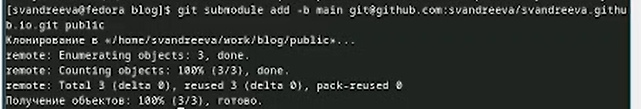 [svandreeva@fedora blog]$ git submodule add -b main git@github.com:svandreeva/svandreeva.githu
b.io.git public
Клонирование в «/home/svandreeva/work/blog/public»...
remote: Enumerating objects: 3, done.
remote: Counting objects: 100% (3/3), done.
remote: Total 3 (delta 0), reused 3 (delta 0), pack-reused 0
Получение объектов: 100% (3/3), готово.